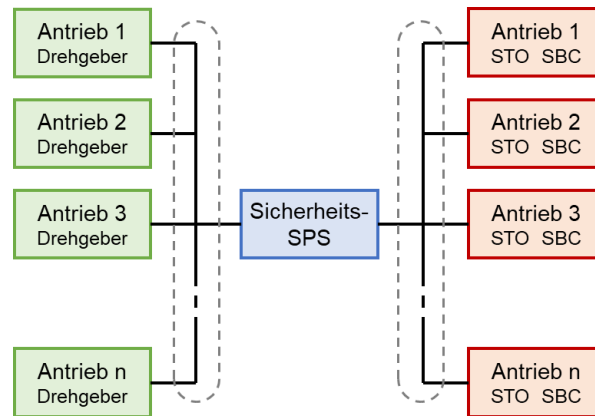 Antrieb 1
Drehgeber
Antrieb 2
Drehgeber
Antrieb 3
Drehgeber
Antrieb n
Drehgeber
Sicherheits-
SPS
Antrieb 1
STO SBC
Antrieb 2
STO SBC
Antrieb 3
STO SBC
Antrieb n
STO SBC